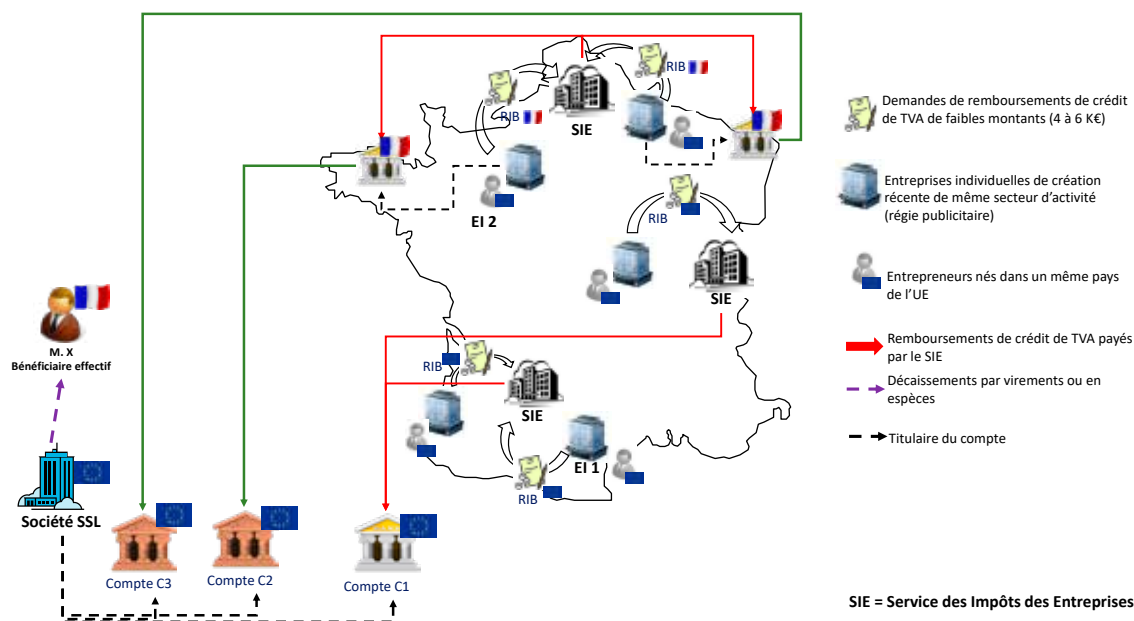 RIB
SIE
RIB
EI 2
RIB
SIE
M. X
Bénéficiaire effectif
RIB
SIE
EI 1
RIB
Société SSL
Compte C3
Compte C2
Compte C1
Demandes de remboursements de crédit
de TVA de faibles montants (4 à 6 K€)
Entreprises individuelles de création
récente de même secteur d'activité
(régie publicitaire)
Entrepreneurs nés dans un même pays
de l'UE
Remboursements de crédit de TVA payés
par le SIE
Décaissements par virements ou en
espèces
Titulaire du compte
SIE = Service des Impôts des Entreprises